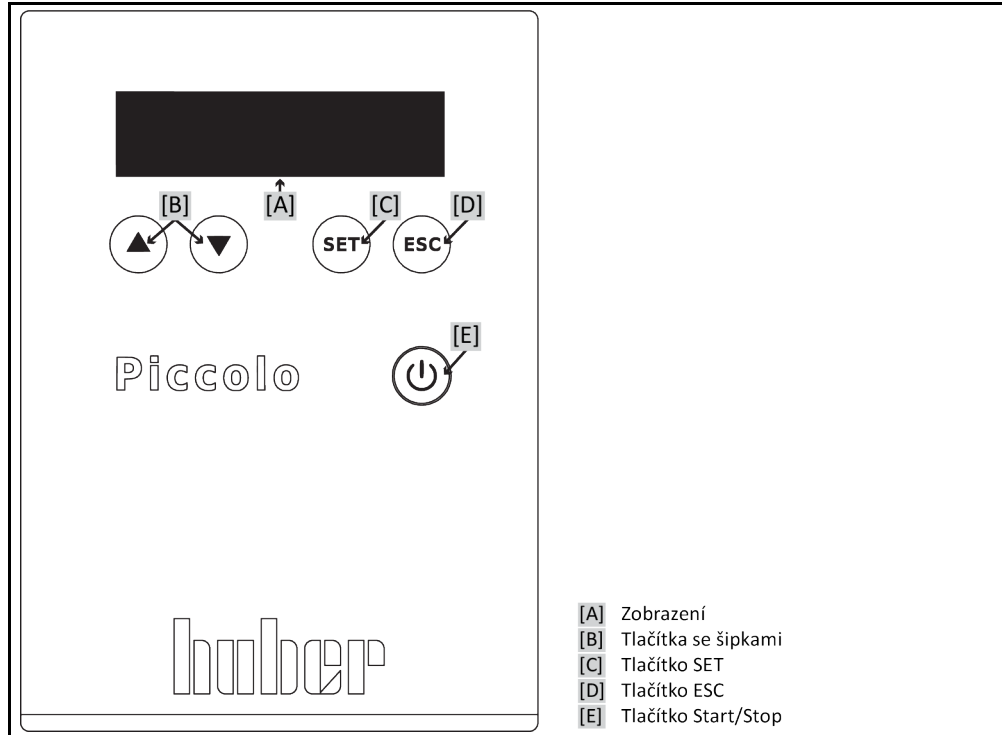 [B] [A] [C] [D]
SET ESC
[E]
Piccolo
huber
[A] Zobrazení
[B] Tlačítka se šipkami
[C] Tlačítko SET
[D] Tlačítko ESC
[E] Tlačítko Start/Stop